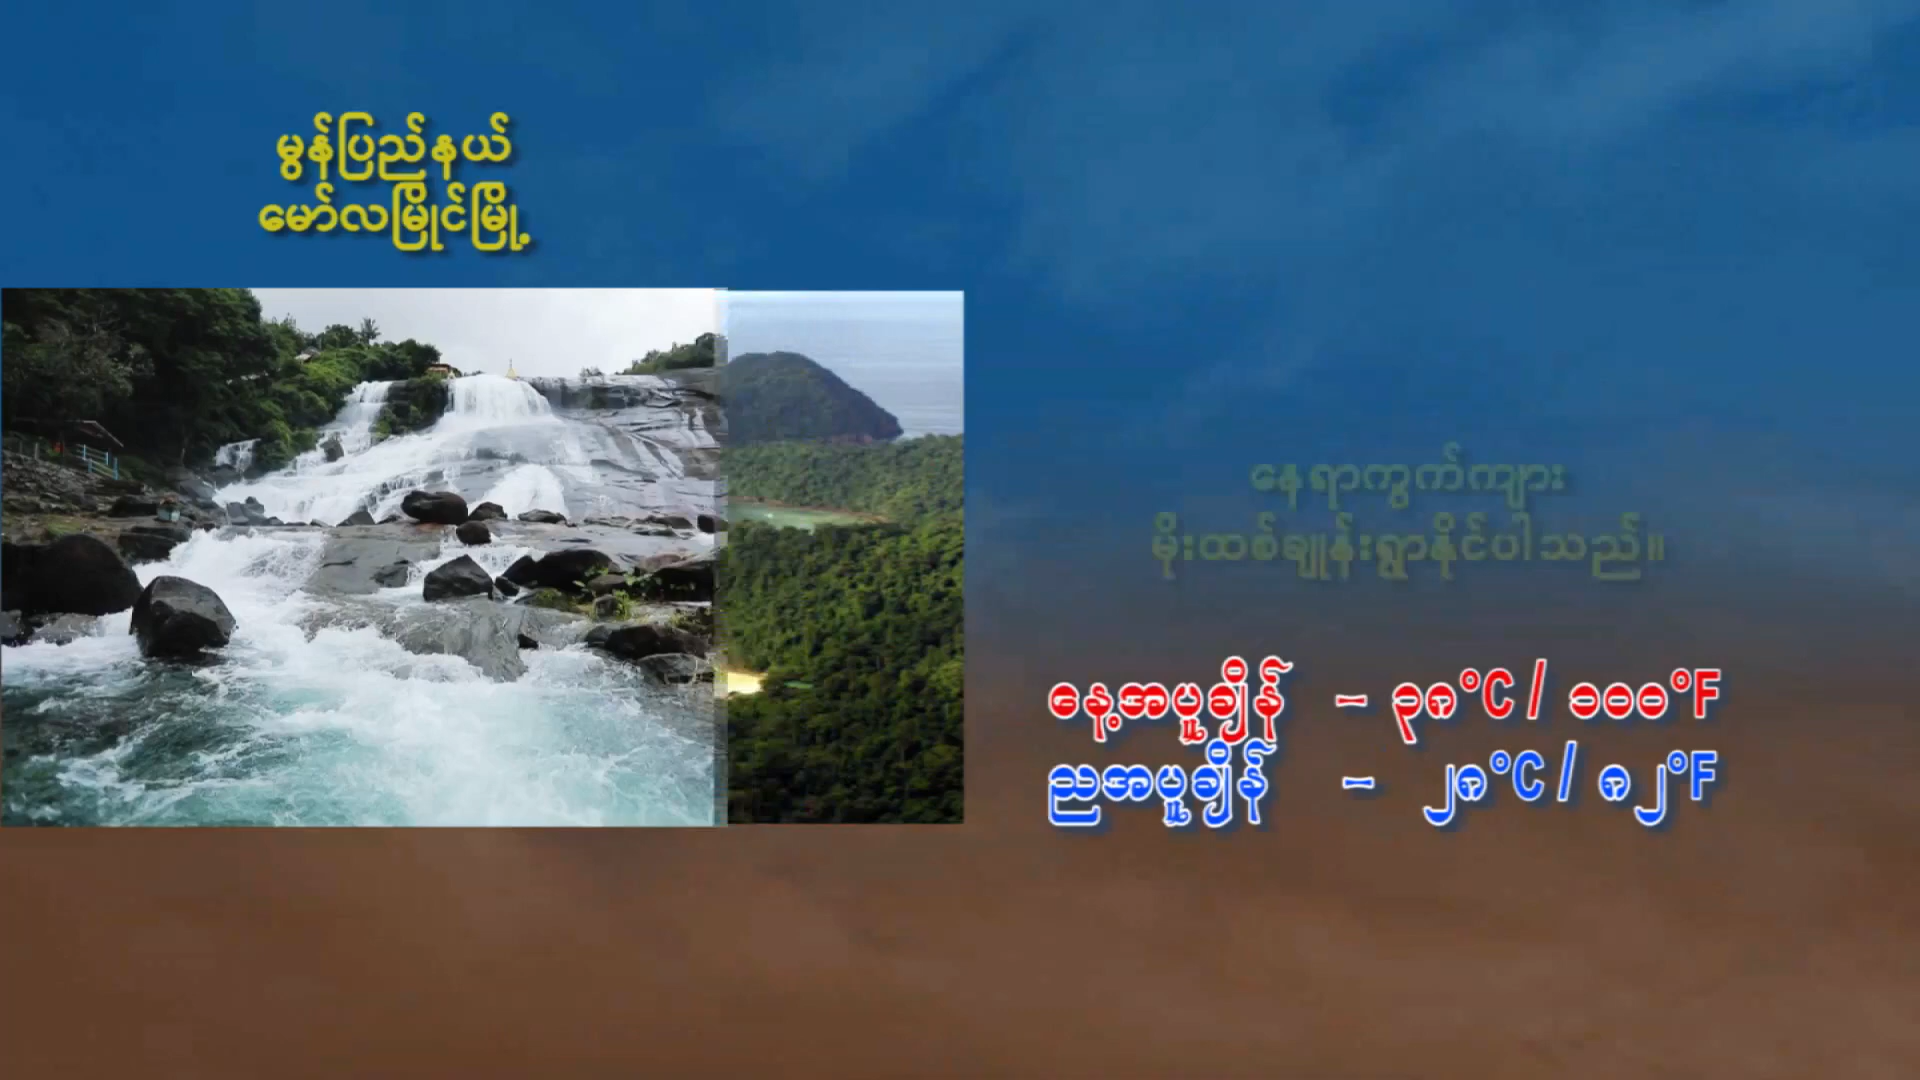 မွန်ပြည်နယ်
မော်လမြိုင်မြို့
နေရာကွက်ကျား
မိုးထစ်ချုန်းရွာနိုင်ပါသည်။
နေ့အပူချိန် - ၃၈°C / ၁၀၀°F
ညအပူချိန် - ၂၈°C / ၈၂°F